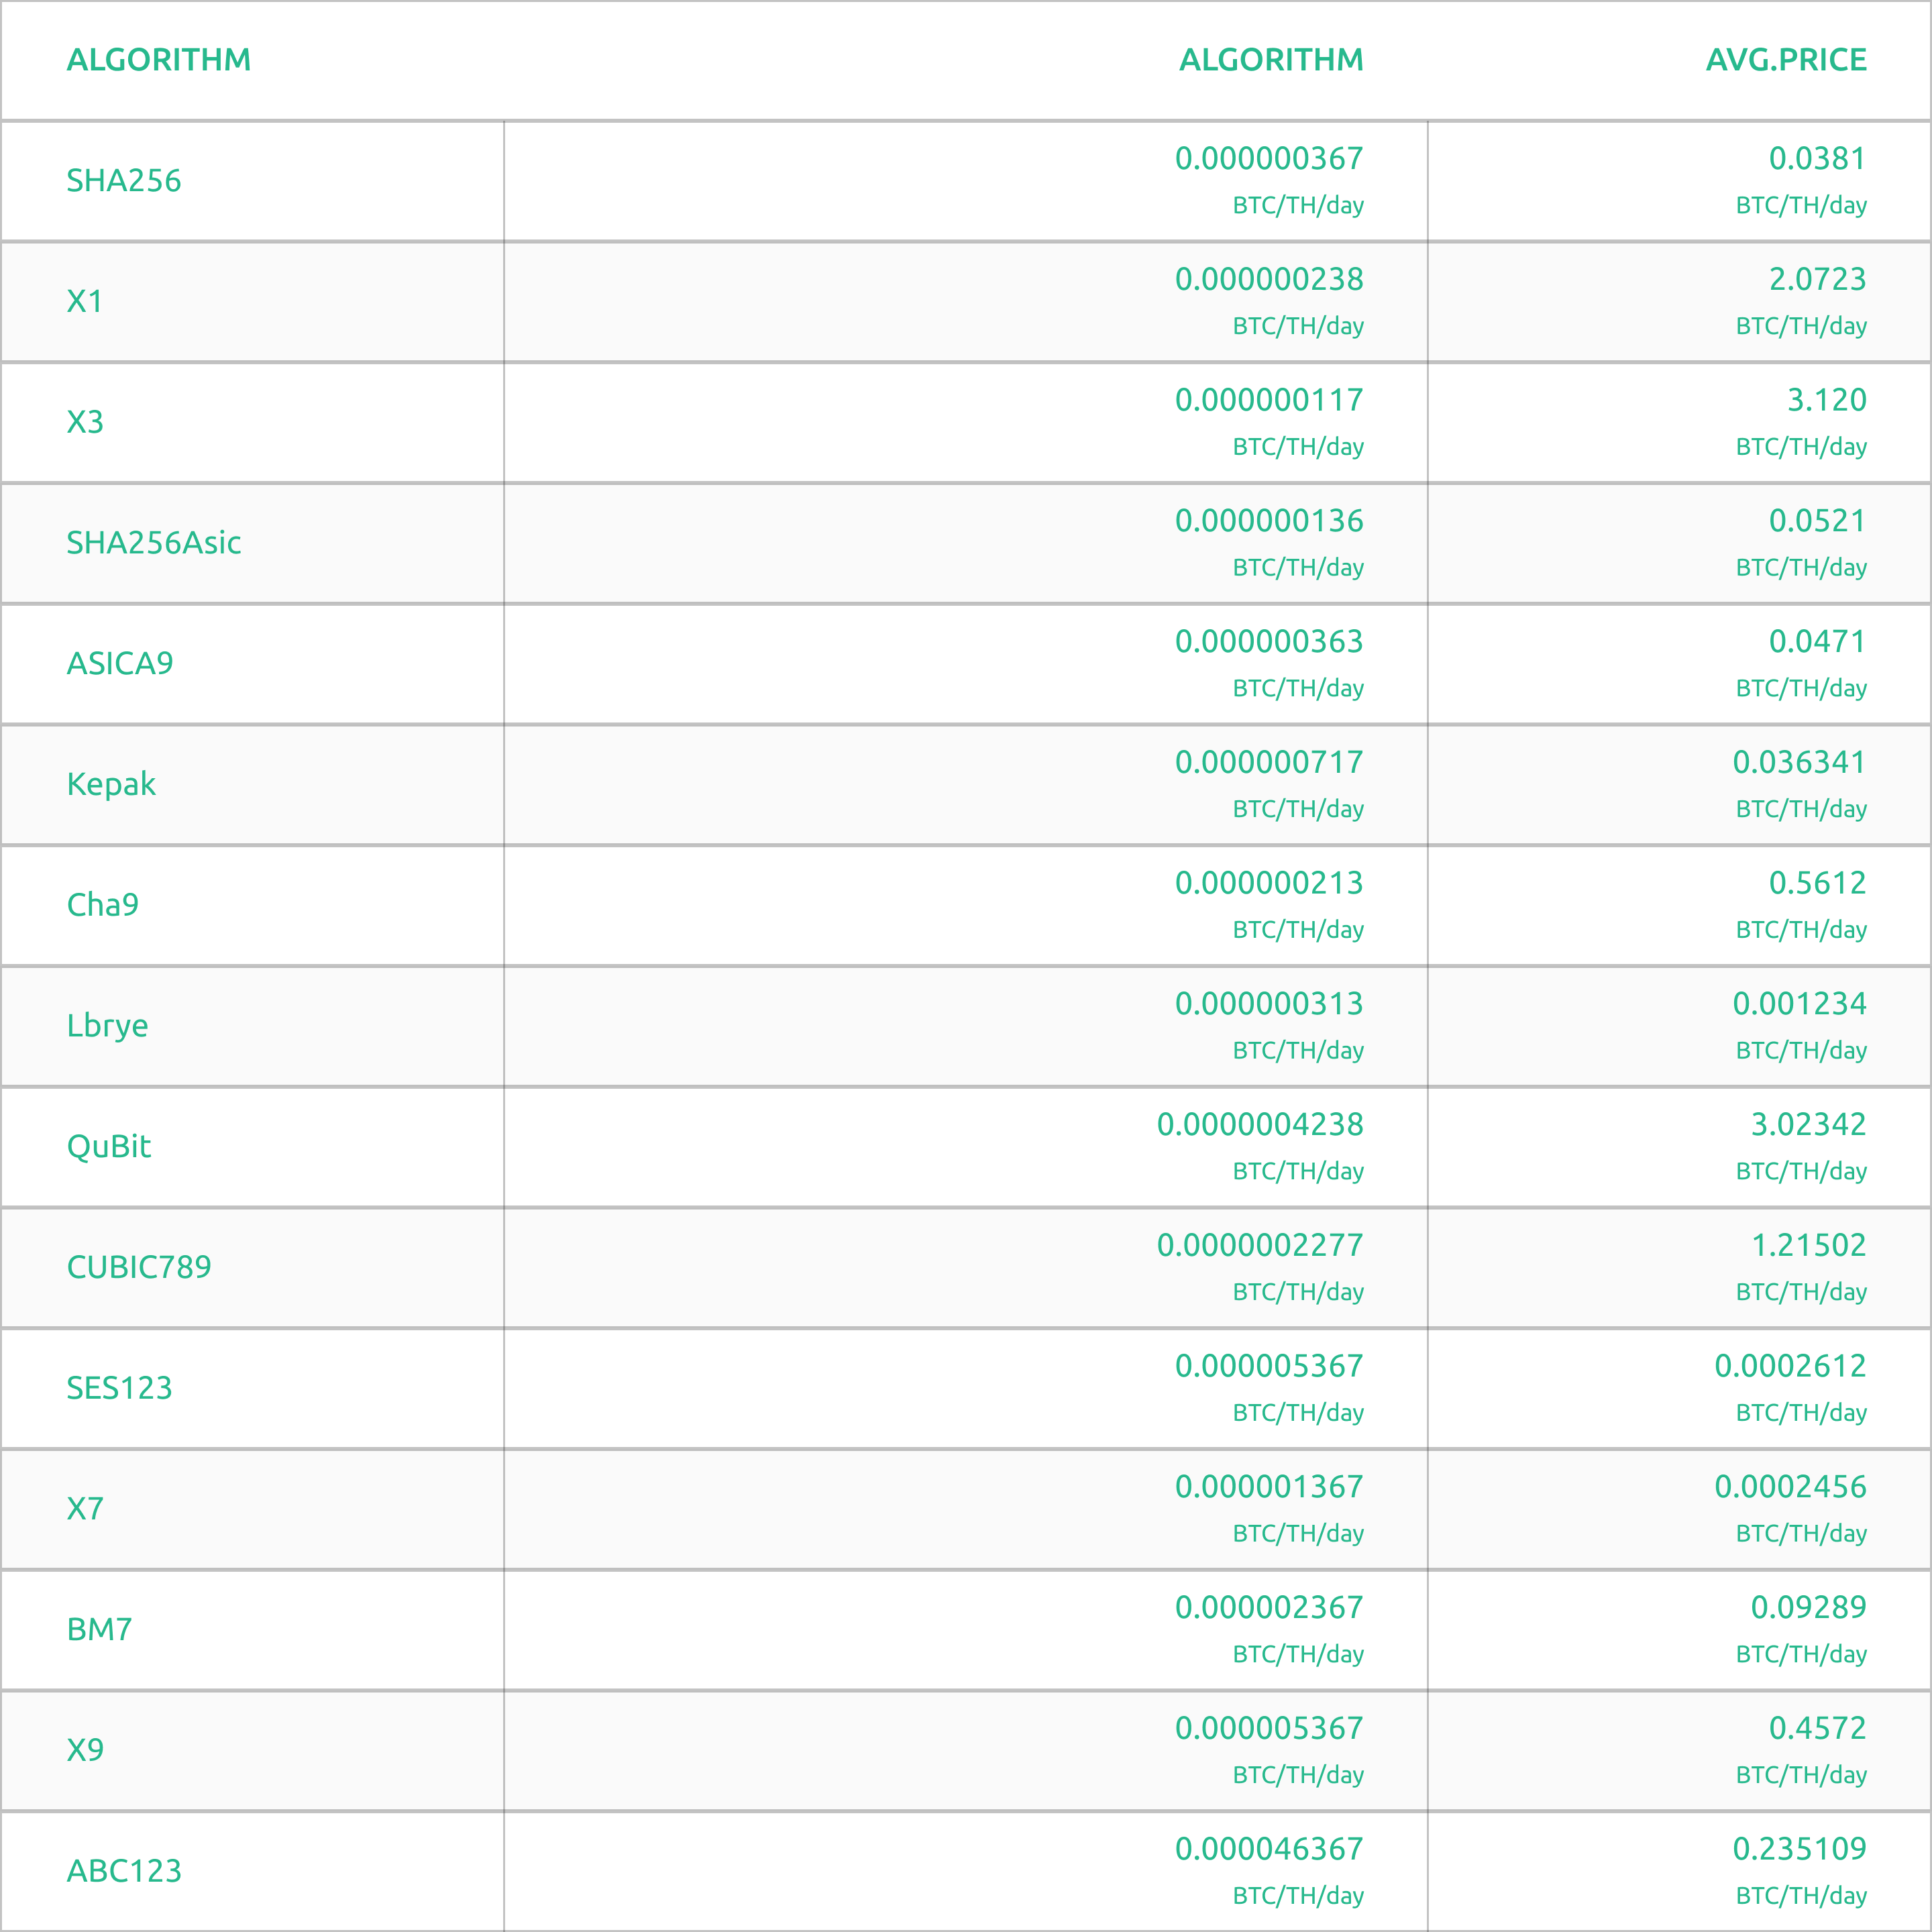 ALGORITHM ALGORITHM AVG.PRICE
SHA256 0.000000367 0.0381
BTC/TH/day BTC/TH/day
X1 0.000000238 2.0723
BTC/TH/day BTC/TH/day
X3 0.000000117 3.120
BTC/TH/day BTC/TH/day
SHA256Asic 0.000000136 0.0521
BTC/TH/day BTC/TH/day
ASICA9 0.000000363 0.0471
BTC/TH/day BTC/TH/day
Kepak 0.000000717 0.036341
BTC/TH/day BTC/TH/day
Cha9 0.000000213 0.5612
BTC/TH/day BTC/TH/day
Lbrye 0.000000313 0.001234
BTC/TH/day BTC/TH/day
QuBit 0.0000004238 3.02342
BTC/TH/day BTC/TH/day
CUBIC789 0.0000002277 1.21502
BTC/TH/day BTC/TH/day
SES123 0.000005367 0.0002612
BTC/TH/day BTC/TH/day
X7 0.000001367 0.0002456
BTC/TH/day BTC/TH/day
BM7 0.000002367 0.09289
BTC/TH/day BTC/TH/day
X9 0.000005367 0.4572
BTC/TH/day BTC/TH/day
ABC123 0.000046367 0.235109
BTC/TH/day BTC/TH/day